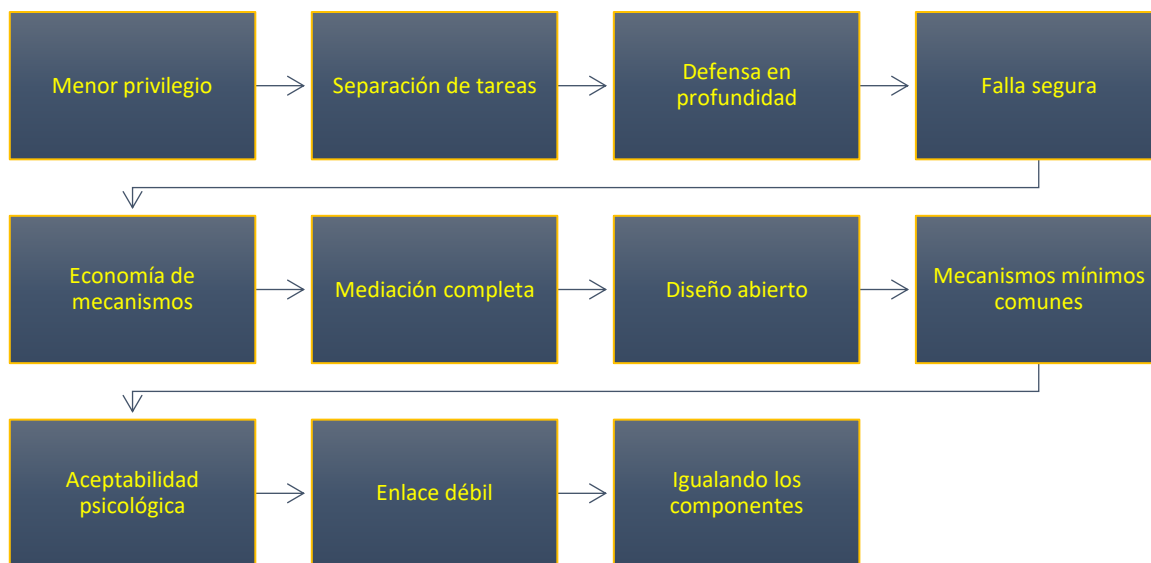 Menor privilegio
Separación de tareas
Defensa en
profundidad
Falla segura
Economía de
mecanismos
Mediación completa
Diseño abierto
Mecanismos mínimos
comunes
Aceptabilidad
psicológica
Enlace débil
Igualando los
componentes